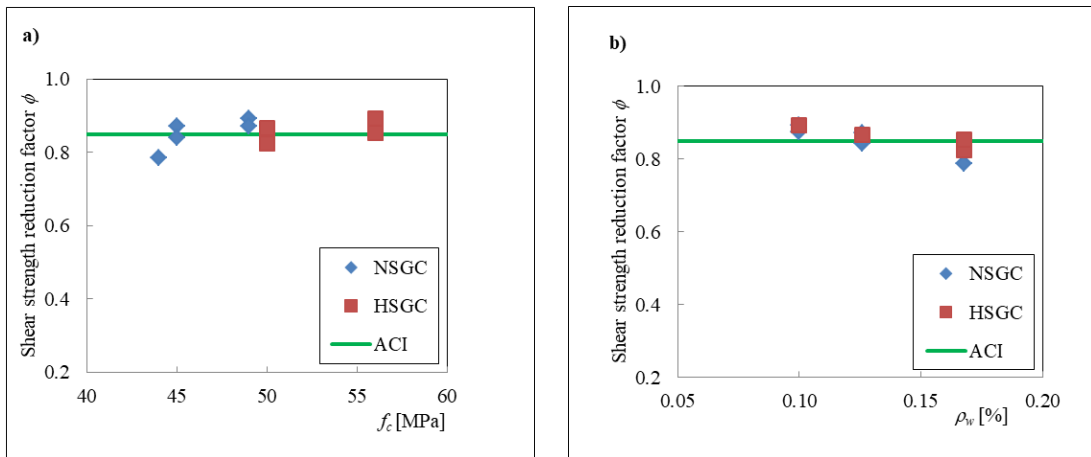 a)
Shear strength reduction factor ϕ
1.0
0.8
0.6
0.4
0.2
40
45
50
55
60
f_c [MPa]
NSGC
HSGC
ACI
b)
Shear strength reduction factor ϕ
1.0
0.8
0.6
0.4
0.2
0.05
0.10
0.15
0.20
ρ_w [%]
NSGC
HSGC
ACI